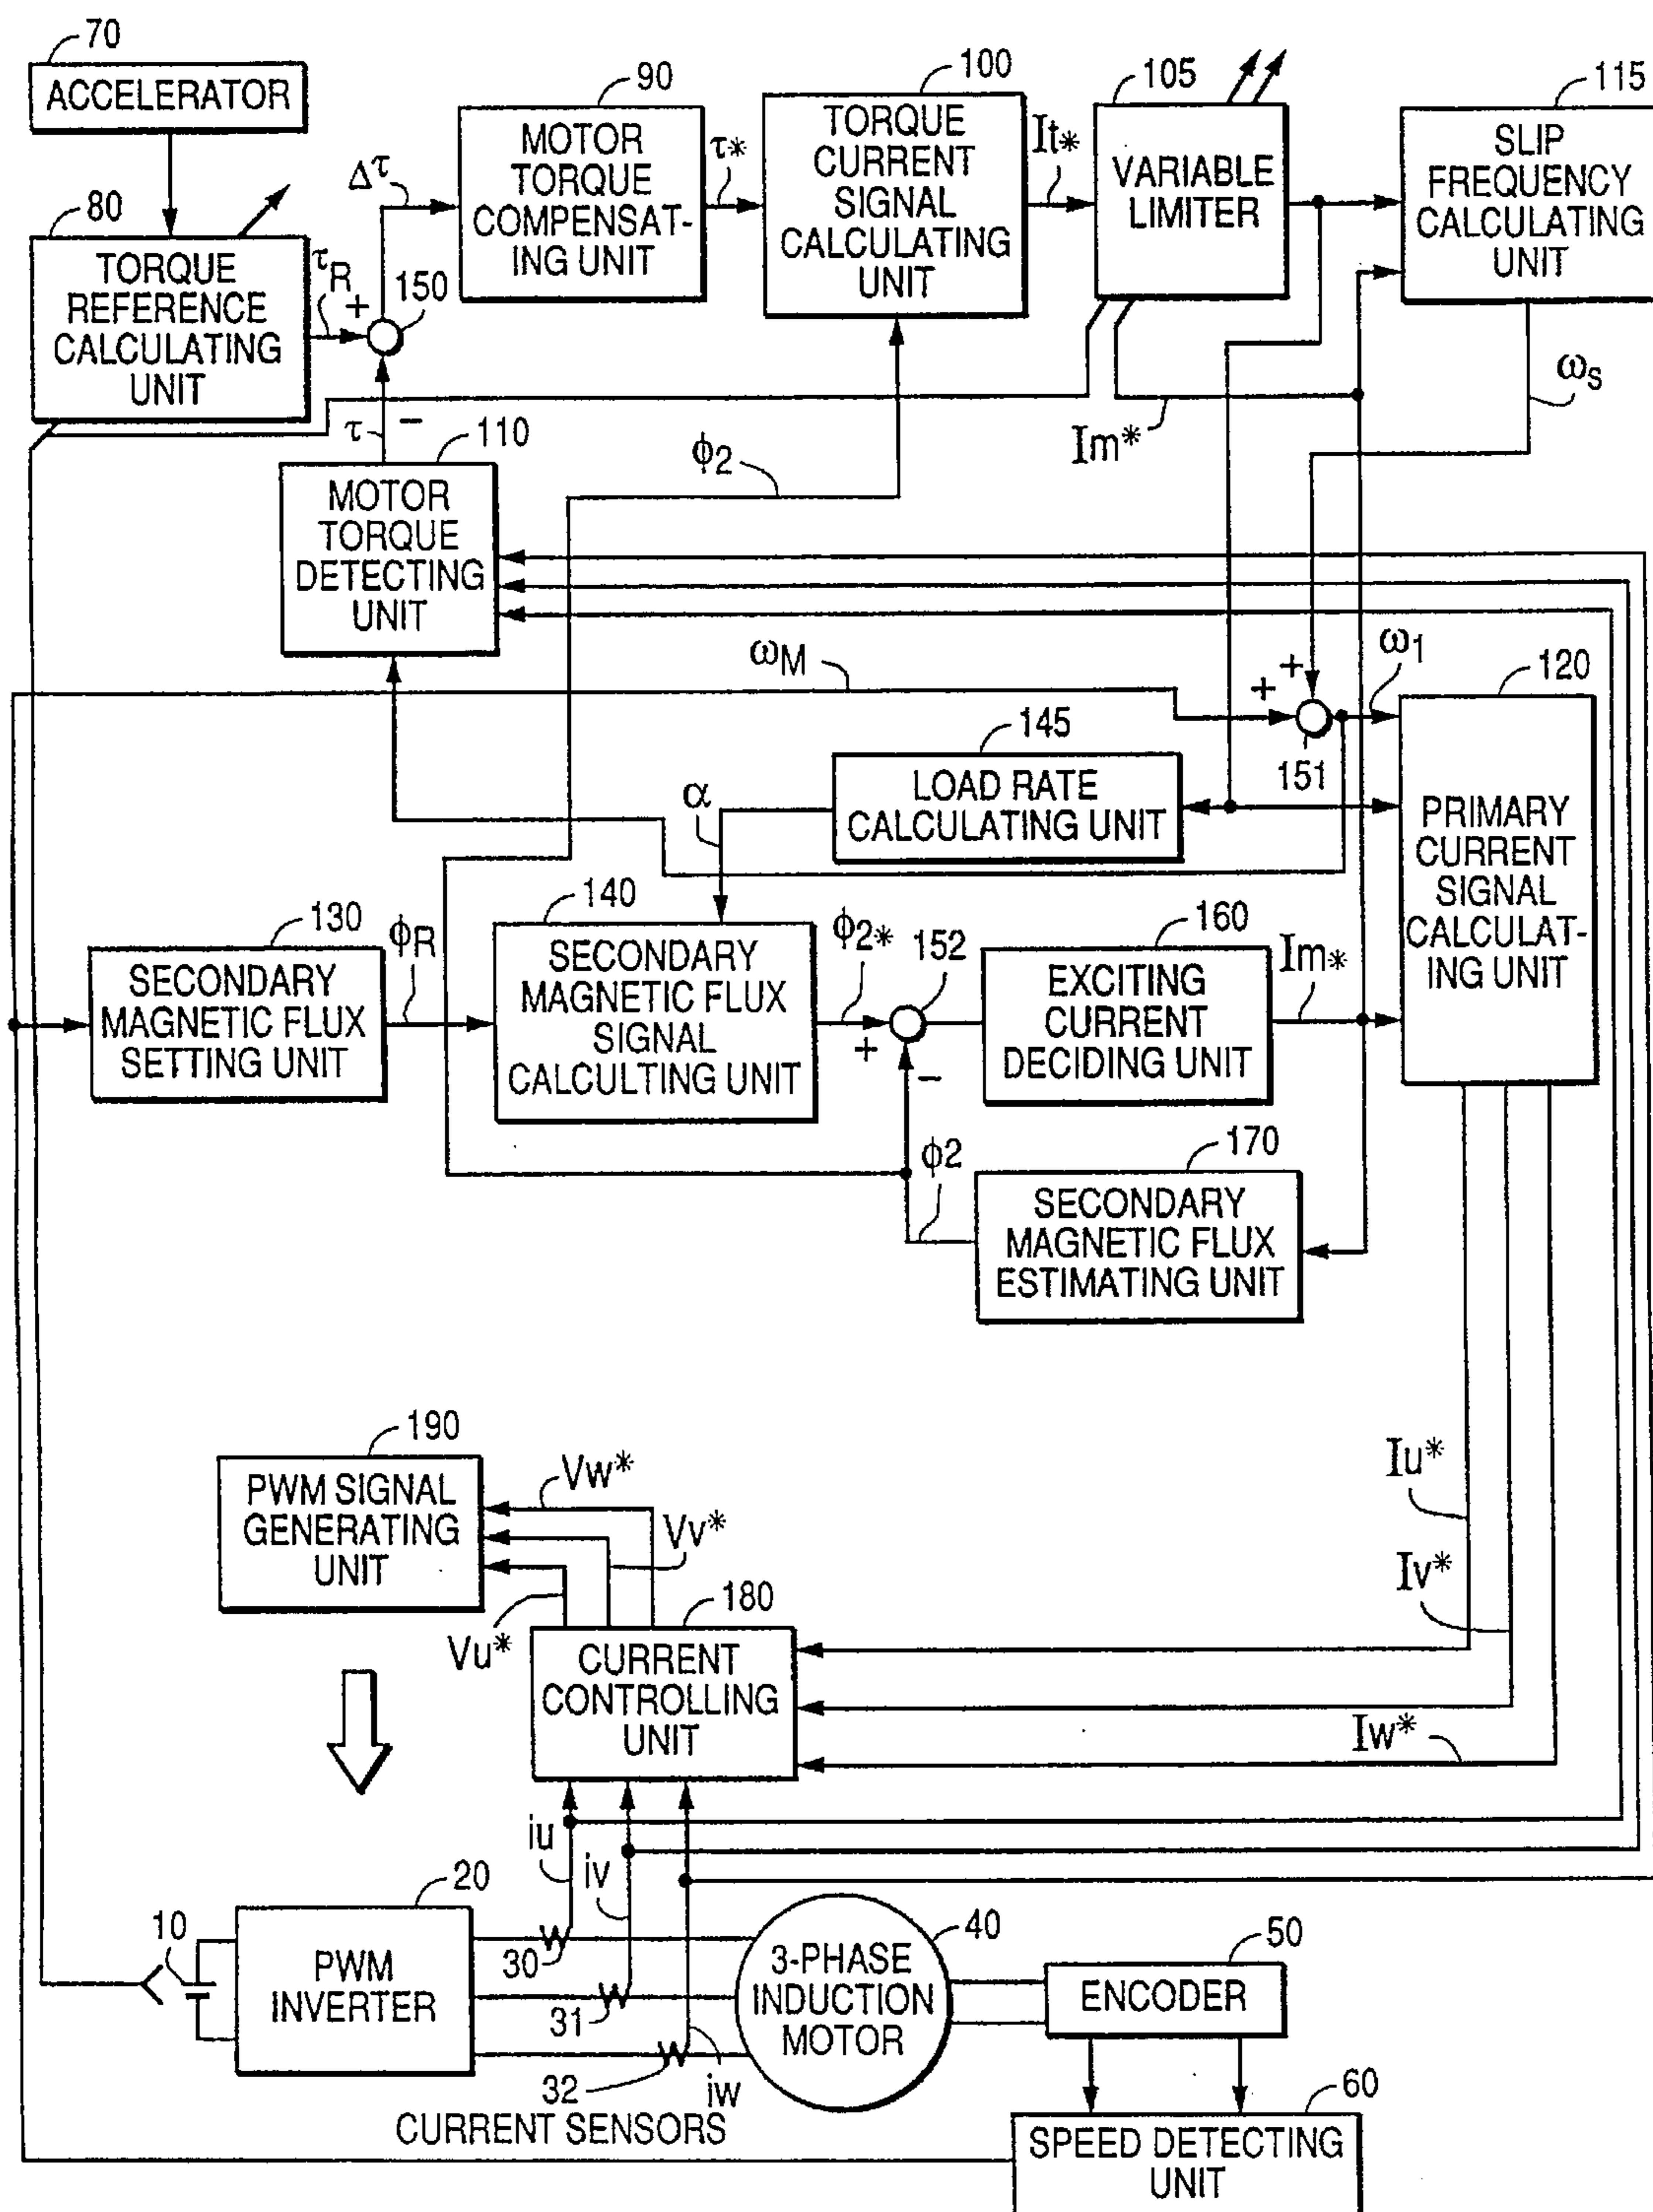 70
ACCELERATOR
80
TORQUE
REFERENCE
CALCULATING
UNIT
τR
+
150
Δτ
90
MOTOR
TORQUE
COMPENSAT-
ING UNIT
τ*
100
TORQUE
CURRENT
SIGNAL
CALCULATING
UNIT
It*
105
VARIABLE
LIMITER
115
SLIP
FREQUENCY
CALCULATING
UNIT
ωs
Im*
τ
−
110
MOTOR
TORQUE
DETECTING
UNIT
ϕ2
ωM
+
+
151
ω1
120
PRIMARY
CURRENT
SIGNAL
CALCULAT-
ING UNIT
145
LOAD RATE
CALCULATING UNIT
α
130
SECONDARY
MAGNETIC FLUX
SETTING UNIT
ϕR
140
SECONDARY
MAGNETIC FLUX
SIGNAL
CALCULTING UNIT
ϕ2*
152
+
−
160
EXCITING
CURRENT
DECIDING UNIT
Im*
ϕ2
170
SECONDARY
MAGNETIC FLUX
ESTIMATING UNIT
190
PWM SIGNAL
GENERATING
UNIT
Vw*
Vv*
Vu*
180
CURRENT
CONTROLLING
UNIT
Iu*
Iv*
Iw*
iu
iv
iw
10
20
PWM
INVERTER
30
31
32
CURRENT SENSORS
40
3-PHASE
INDUCTION
MOTOR
50
ENCODER
60
SPEED DETECTING
UNIT